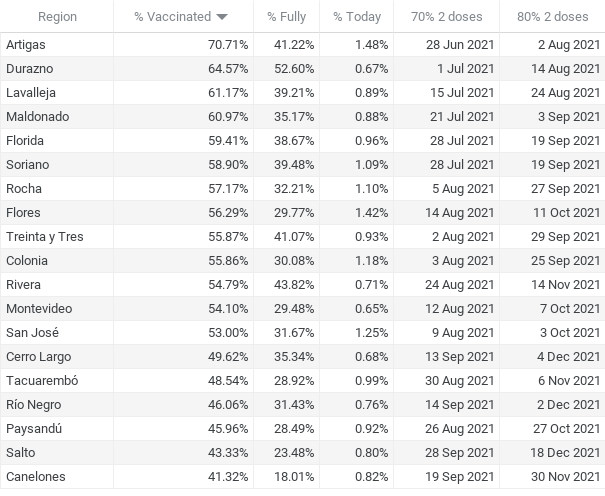 Region % Vaccinated % Fully % Today 70% 2 doses 80% 2 doses
Artigas 70.71% 41.22% 1.48% 28 Jun 2021 2 Aug 2021
Durazno 64.57% 52.60% 0.67% 1 Jul 2021 14 Aug 2021
Lavalleja 61.17% 39.21% 0.89% 15 Jul 2021 24 Aug 2021
Maldonado 60.97% 35.17% 0.88% 21 Jul 2021 3 Sep 2021
Florida 59.41% 38.67% 0.96% 28 Jul 2021 19 Sep 2021
Soriano 58.90% 39.48% 1.09% 28 Jul 2021 19 Sep 2021
Rocha 57.17% 32.21% 1.10% 5 Aug 2021 27 Sep 2021
Flores 56.29% 29.77% 1.42% 14 Aug 2021 11 Oct 2021
Treinta y Tres 55.87% 41.07% 0.93% 2 Aug 2021 29 Sep 2021
Colonia 55.86% 30.08% 1.18% 3 Aug 2021 25 Sep 2021
Rivera 54.79% 43.82% 0.71% 24 Aug 2021 14 Nov 2021
Montevideo 54.10% 29.48% 0.65% 12 Aug 2021 7 Oct 2021
San José 53.00% 31.67% 1.25% 9 Aug 2021 3 Oct 2021
Cerro Largo 49.62% 35.34% 0.68% 13 Sep 2021 4 Dec 2021
Tacuarembó 48.54% 28.92% 0.99% 30 Aug 2021 6 Nov 2021
Río Negro 46.06% 31.43% 0.76% 14 Sep 2021 2 Dec 2021
Paysandú 45.96% 28.49% 0.92% 26 Aug 2021 27 Oct 2021
Salto 43.33% 23.48% 0.80% 28 Sep 2021 18 Dec 2021
Canelones 41.32% 18.01% 0.82% 19 Sep 2021 30 Nov 2021